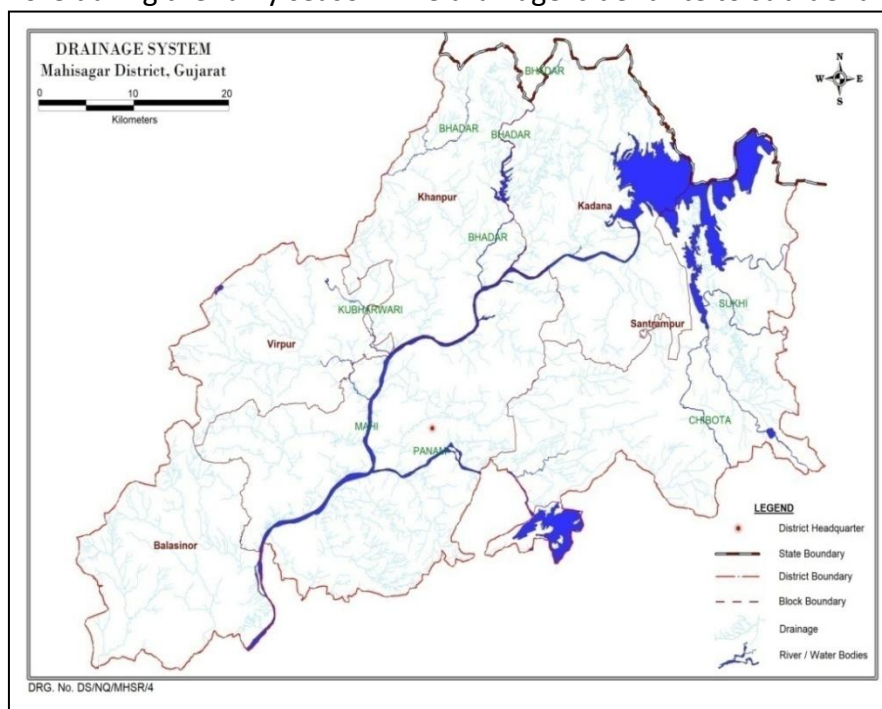 DRAINAGE SYSTEM
Mahisagar District, Gujarat
0 10 20
Kilometers
N
W E
S
BHADAR
BHADAR
BHADAR
Khanpur
Kadana
BHADAR
KUBHARWARI
SUKHI
Virpur
Santrampur
MAHI
CHIBOTA
PANAM
Balasinor
LEGEND
District Headquarter
State Boundary
District Boundary
Block Boundary
Drainage
River / Water Bodies
DRG. No. DS/NQ/MHSR/4